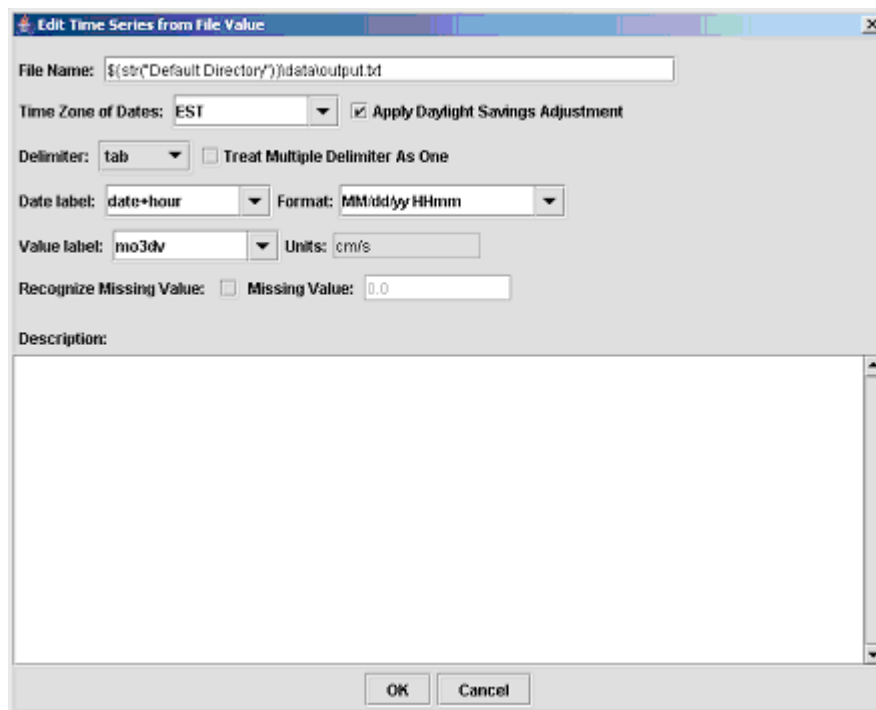 Edit Time Series from File Value
File Name: $(str("Default Directory"))\data\output.txt
Time Zone of Dates: EST Apply Daylight Savings Adjustment
Delimiter: tab Treat Multiple Delimiter As One
Date label: date+hour Format: MM/dd/yy HHmm
Value label: mo3dv Units: cm/s
Recognize Missing Value: Missing Value: 0.0
Description:
OK Cancel